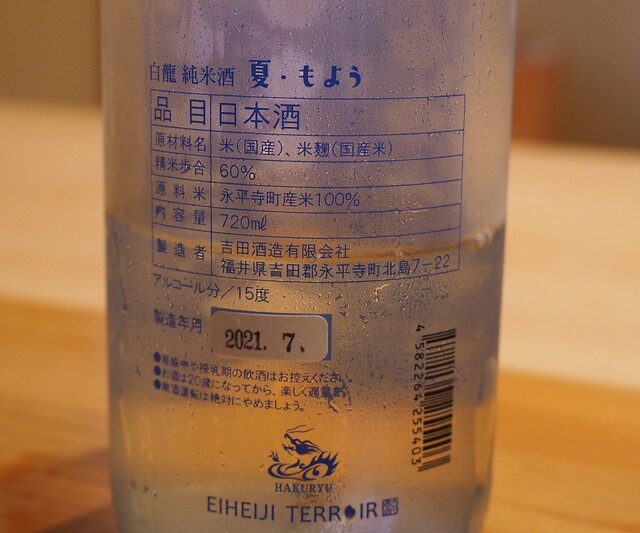 白龍 純米酒 夏・もよう
品目 日本酒
原材料名 米(国産)、米麹(国産米)
精米歩合 60%
原料米 永平寺町産米100%
内容量 720mℓ
製造者 吉田酒造有限会社
福井県吉田郡永平寺町北島7-22
アルコール分/15度
製造年月 2021. 7.
●妊娠中や授乳期の飲酒はお控えください
●お酒は20歳になってから、楽しく適量を
●飲酒運転は絶対にやめましょう。
4582264255403
HAKURYU
EIHEIJI TERROIR